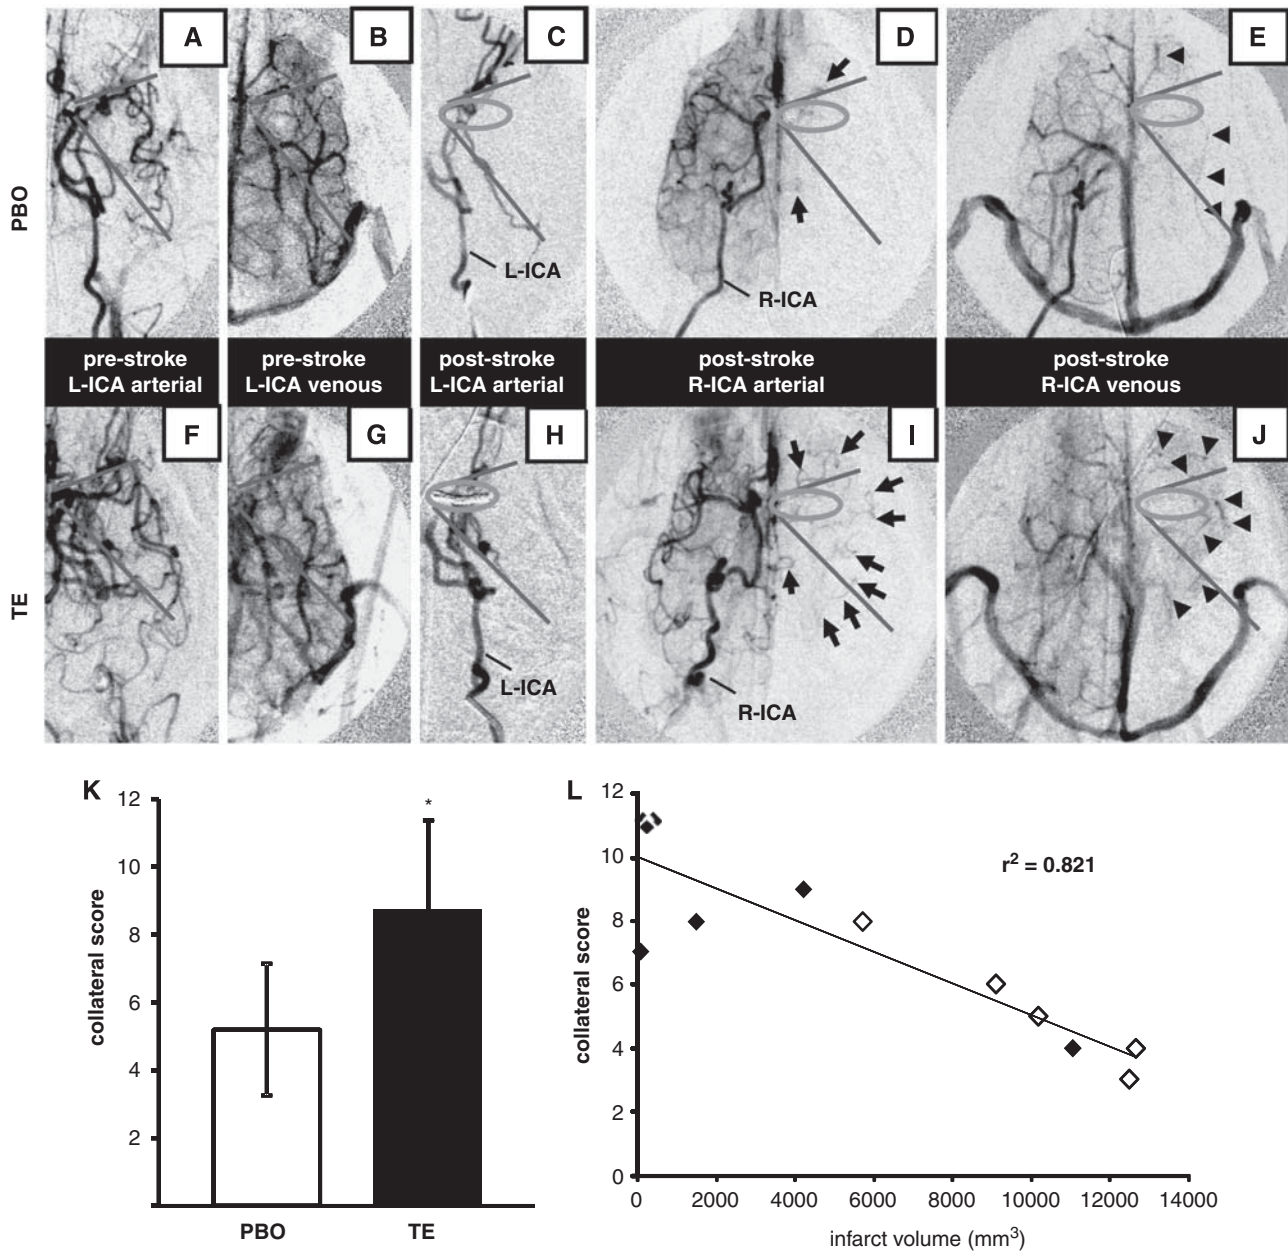 A
B
C
D
E
PBO
L-ICA
R-ICA
pre-stroke
L-ICA arterial
pre-stroke
L-ICA venous
post-stroke
L-ICA arterial
post-stroke
R-ICA arterial
post-stroke
R-ICA venous
F
G
H
I
J
TE
L-ICA
R-ICA
K
12
10
8
6
4
2
collateral score
*
PBO
TE
L
12
10
8
6
4
2
0
collateral score
r² = 0.821
0
2000
4000
6000
8000
10000
12000
14000
infarct volume (mm³)